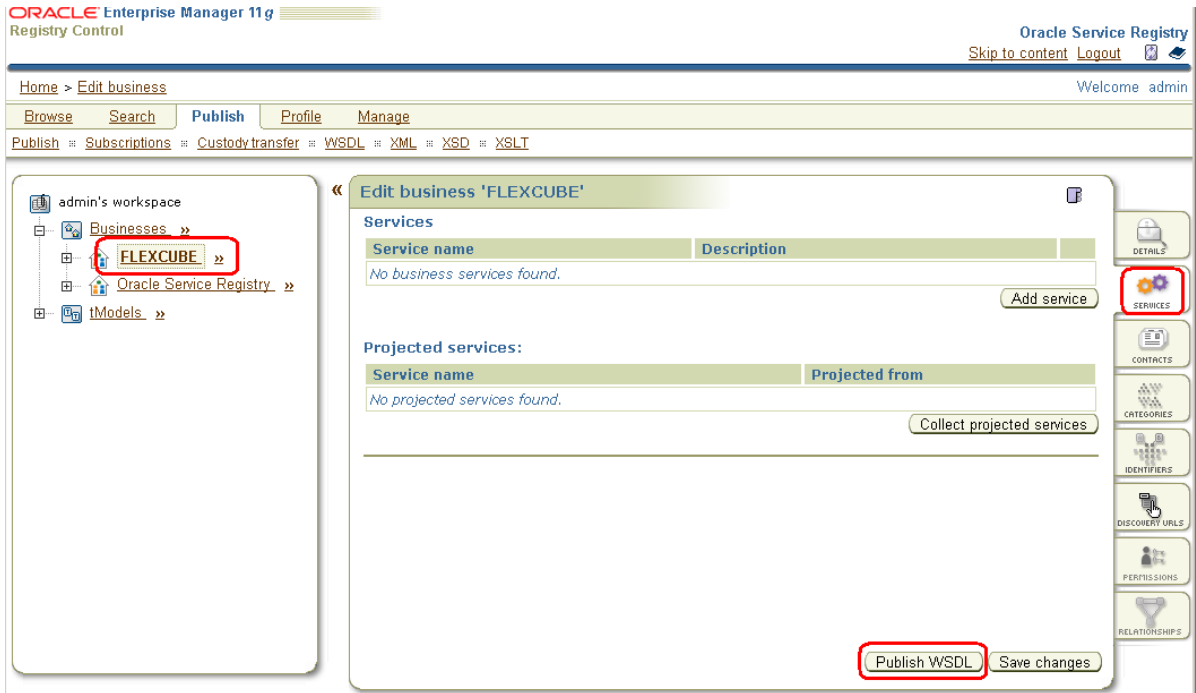 ORACLE Enterprise Manager 11g
Registry Control
Oracle Service Registry
Skip to content Logout
Home > Edit business
Welcome admin
Browse Search Publish Profile Manage
Publish Subscriptions Custody transfer WSDL XML XSD XSLT
admin's workspace
Businesses »
FLEXCUBE »
Oracle Service Registry »
tModels »
«
Edit business 'FLEXCUBE'
Services
Service name Description
No business services found.
Add service
Projected services:
Service name Projected from
No projected services found.
Collect projected services
Publish WSDL Save changes
DETAILS
SERVICES
CONTACTS
CATEGORIES
IDENTIFIERS
DISCOVERY URLS
PERMISSIONS
RELATIONSHIPS